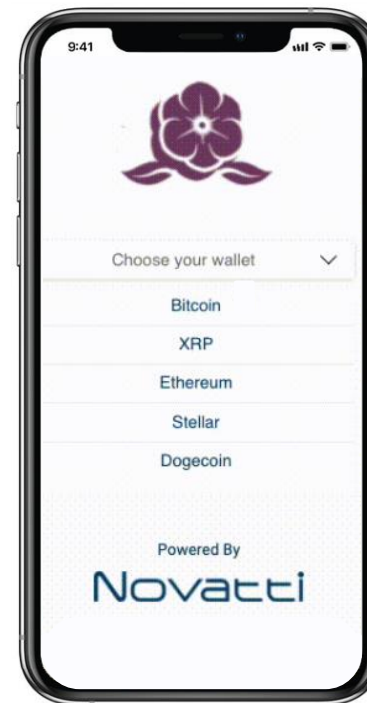 9:41
Choose your wallet
Bitcoin
XRP
Ethereum
Stellar
Dogecoin
Powered By
Novatti